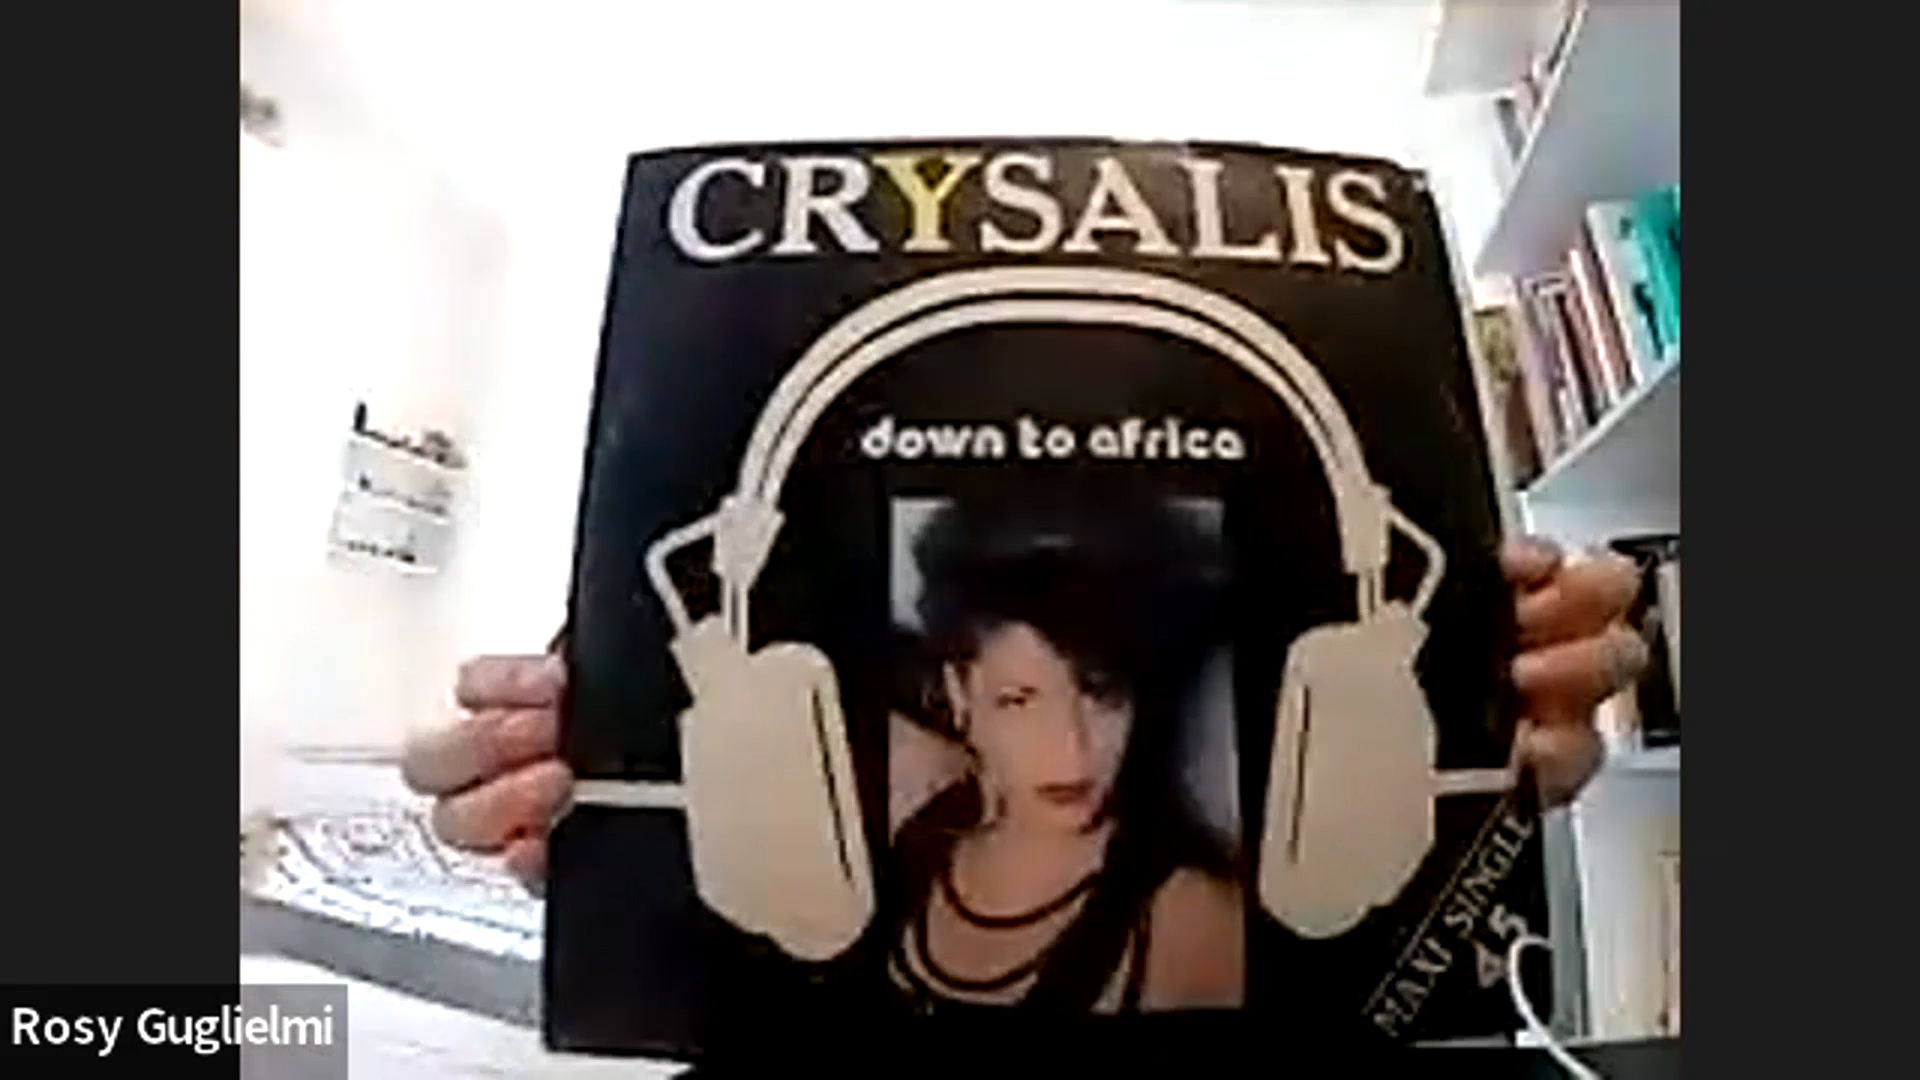 CRYSALIS
down to africa
MAXI SINGLE
45
Rosy Guglielmi